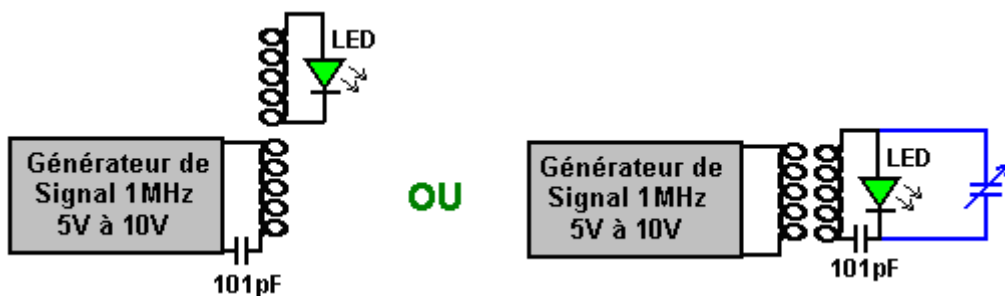 LED
Générateur de
Signal 1MHz
5V à 10V
101pF
OU
LED
Générateur de
Signal 1MHz
5V à 10V
101pF